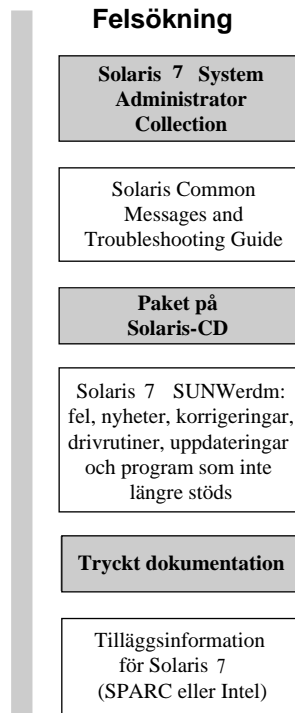 Felsökning
Solaris 7 System
Administrator
Collection
Solaris Common
Messages and
Troubleshooting Guide
Paket på
Solaris-CD
Solaris 7 SUNWerdm:
fel, nyheter, korrigeringar,
drivrutiner, uppdateringar
och program som inte
längre stöds
Tryckt dokumentation
Tilläggsinformation
för Solaris 7
(SPARC eller Intel)